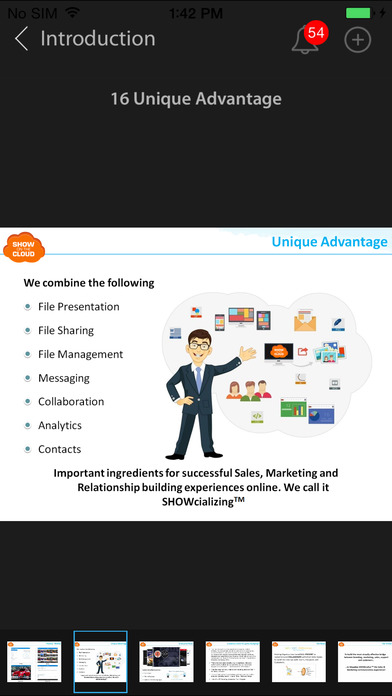 No SIM 1:42 PM
Introduction
54
16 Unique Advantage
SHOW
ON THE
CLOUD
Unique Advantage
We combine the following
File Presentation
File Sharing
File Management
Messaging
Collaboration
Analytics
Contacts
Important ingredients for successful Sales, Marketing and
Relationship building experiences online. We call it
SHOWcializing™